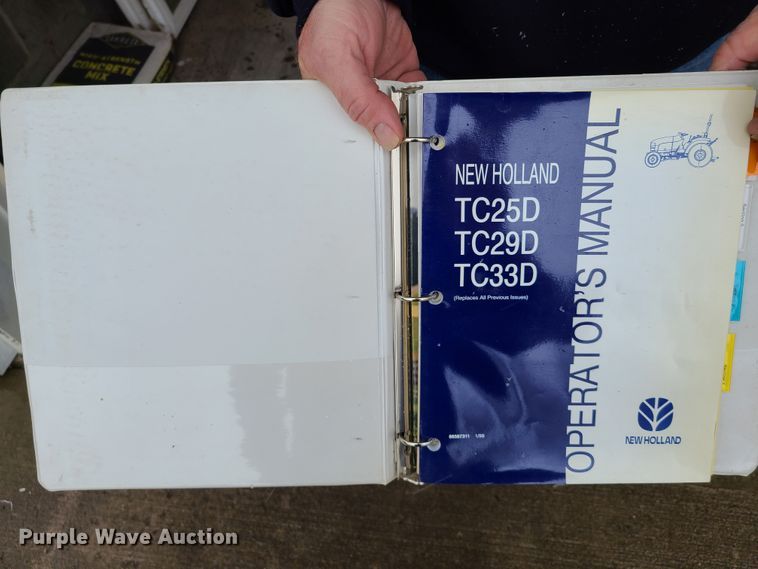 CONCRETE
MIX
NEW HOLLAND
TC25D
TC29D
TC33D
(Replaces All Previous Issues)
OPERATOR'S MANUAL
NEW HOLLAND
Purple Wave Auction